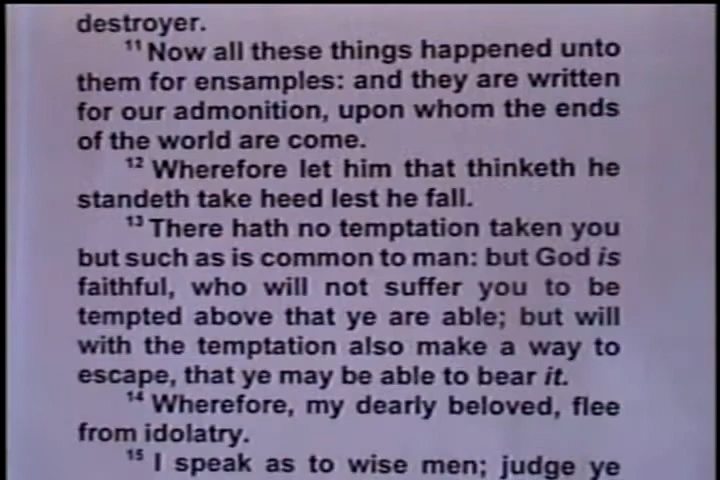 destroyer.
¹¹ Now all these things happened unto
them for ensamples: and they are written
for our admonition, upon whom the ends
of the world are come.
¹² Wherefore let him that thinketh he
standeth take heed lest he fall.
¹³ There hath no temptation taken you
but such as is common to man: but God is
faithful, who will not suffer you to be
tempted above that ye are able; but will
with the temptation also make a way to
escape, that ye may be able to bear it.
¹⁴ Wherefore, my dearly beloved, flee
from idolatry.
¹⁵ I speak as to wise men; judge ye